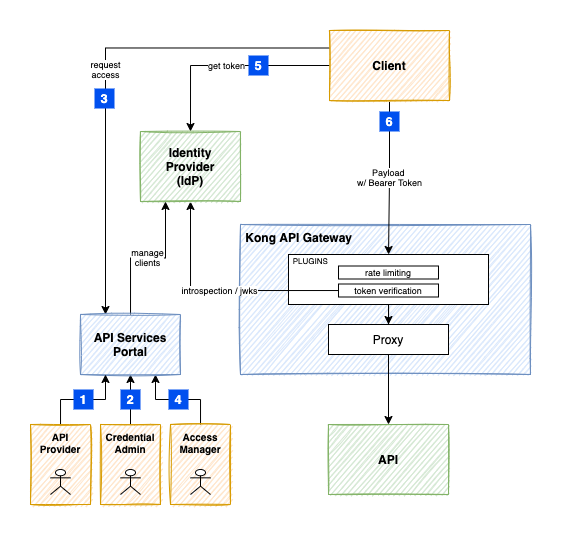 Client
request
access
3
get token
5
6
Identity
Provider
(IdP)
Payload
w/ Bearer Token
Kong API Gateway
PLUGINS
rate limiting
token verification
manage
clients
introspection / jwks
API Services
Portal
Proxy
1
2
4
API
Provider
Credential
Admin
Access
Manager
API